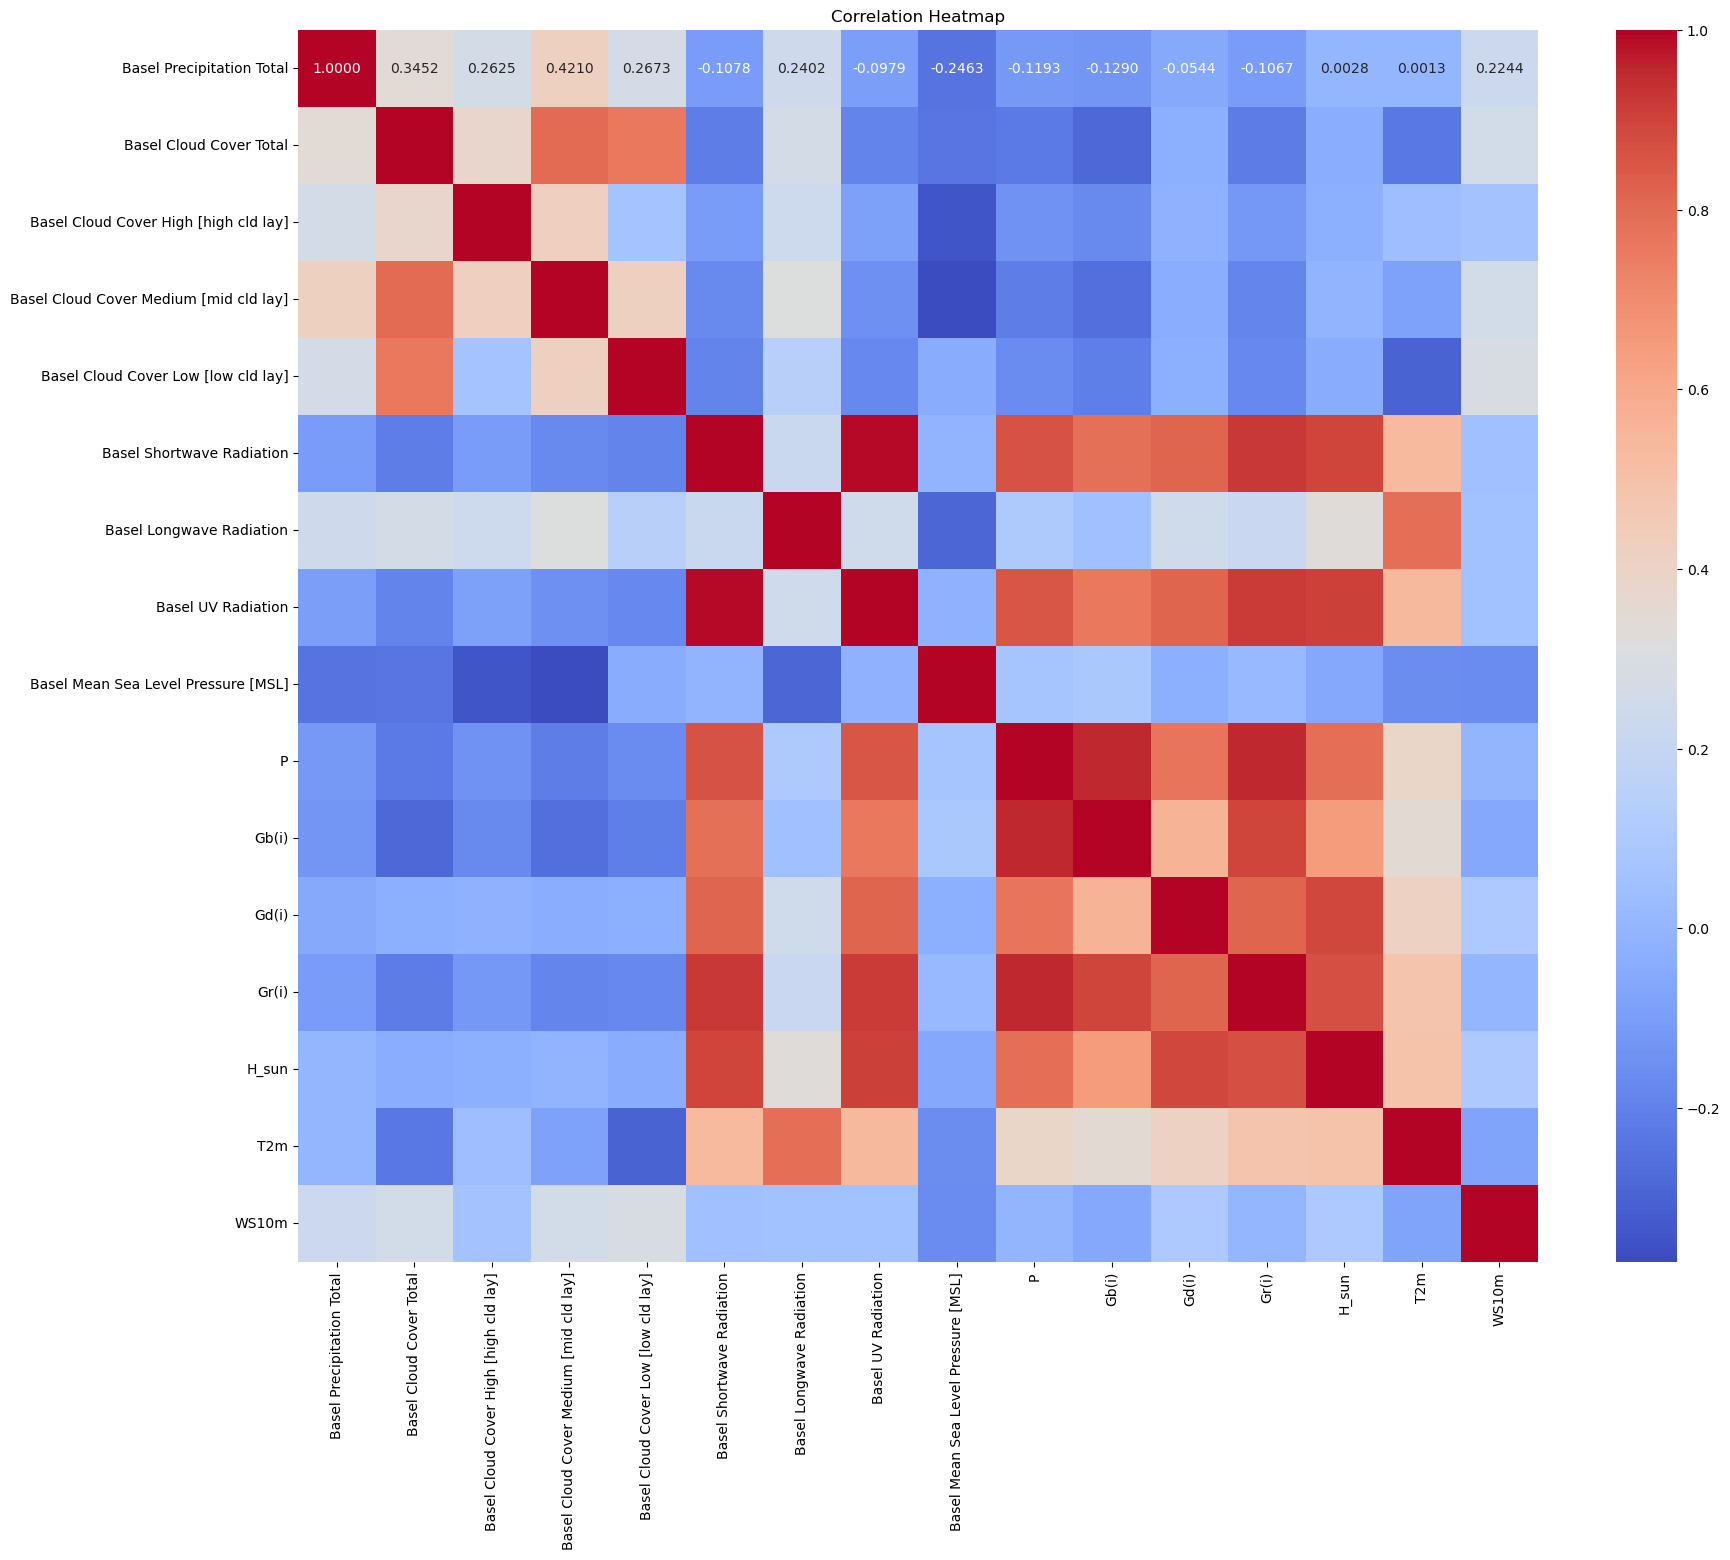 Correlation Heatmap
Basel Precipitation Total
1.0000 0.3452 0.2625 0.4210 0.2673 -0.1078 0.2402 -0.0979 -0.2463 -0.1193 -0.1290 -0.0544 -0.1067 0.0028 0.0013 0.2244
Basel Cloud Cover Total
Basel Cloud Cover High [high cld lay]
Basel Cloud Cover Medium [mid cld lay]
Basel Cloud Cover Low [low cld lay]
Basel Shortwave Radiation
Basel Longwave Radiation
Basel UV Radiation
Basel Mean Sea Level Pressure [MSL]
P
Gb(i)
Gd(i)
Gr(i)
H_sun
T2m
WS10m
Basel Precipitation Total
Basel Cloud Cover Total
Basel Cloud Cover High [high cld lay]
Basel Cloud Cover Medium [mid cld lay]
Basel Cloud Cover Low [low cld lay]
Basel Shortwave Radiation
Basel Longwave Radiation
Basel UV Radiation
Basel Mean Sea Level Pressure [MSL]
P
Gb(i)
Gd(i)
Gr(i)
H_sun
T2m
WS10m
1.0
0.8
0.6
0.4
0.2
0.0
−0.2